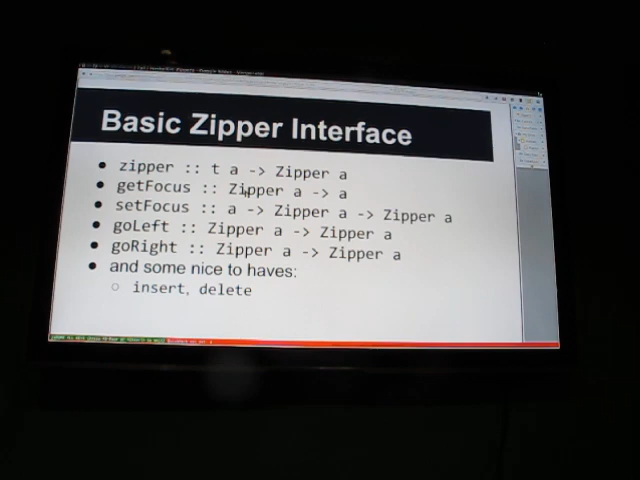 Basic Zipper Interface
● zipper :: t a -> Zipper a
● getFocus :: Zipper a -> a
● setFocus :: a -> Zipper a -> Zipper a
● goLeft :: Zipper a -> Zipper a
● goRight :: Zipper a -> Zipper a
● and some nice to haves:
○ insert, delete